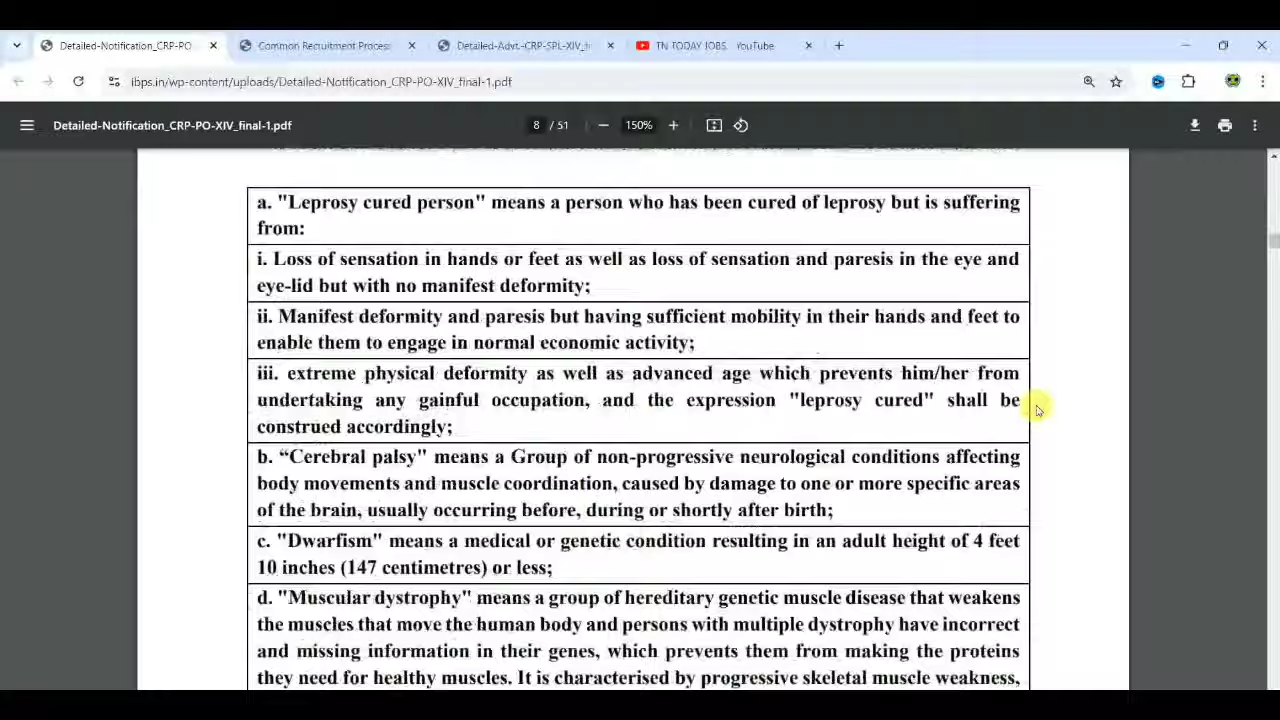 Detailed-Notification_CRP-PO
Common Recruitment Process
Detailed-Advt.-CRP-SPL-XIV_
TN TODAY JOBS - YouTube
ibps.in/wp-content/uploads/Detailed-Notification_CRP-PO-XIV_final-1.pdf
Detailed-Notification_CRP-PO-XIV_final-1.pdf
8 / 51
150%
a. "Leprosy cured person" means a person who has been cured of leprosy but is suffering
from:
i. Loss of sensation in hands or feet as well as loss of sensation and paresis in the eye and
eye-lid but with no manifest deformity;
ii. Manifest deformity and paresis but having sufficient mobility in their hands and feet to
enable them to engage in normal economic activity;
iii. extreme physical deformity as well as advanced age which prevents him/her from
undertaking any gainful occupation, and the expression "leprosy cured" shall be
construed accordingly;
b. “Cerebral palsy" means a Group of non-progressive neurological conditions affecting
body movements and muscle coordination, caused by damage to one or more specific areas
of the brain, usually occurring before, during or shortly after birth;
c. "Dwarfism" means a medical or genetic condition resulting in an adult height of 4 feet
10 inches (147 centimetres) or less;
d. "Muscular dystrophy" means a group of hereditary genetic muscle disease that weakens
the muscles that move the human body and persons with multiple dystrophy have incorrect
and missing information in their genes, which prevents them from making the proteins
they need for healthy muscles. It is characterised by progressive skeletal muscle weakness,